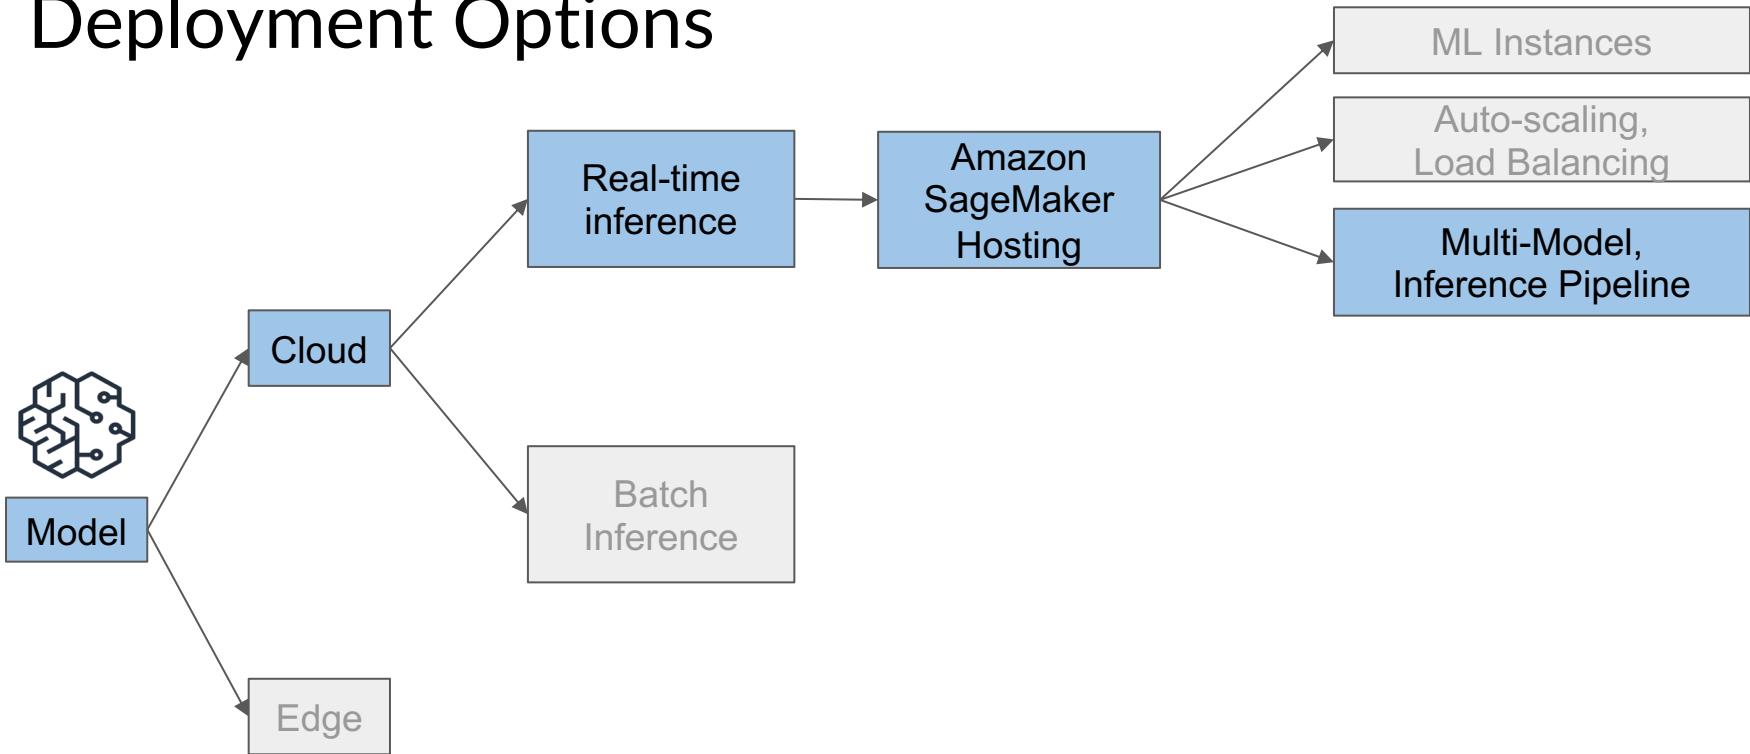 Deployment Options
ML Instances
Auto-scaling,
Load Balancing
Real-time
inference
Amazon
SageMaker
Hosting
Multi-Model,
Inference Pipeline
Cloud
Batch
Inference
Model
Edge